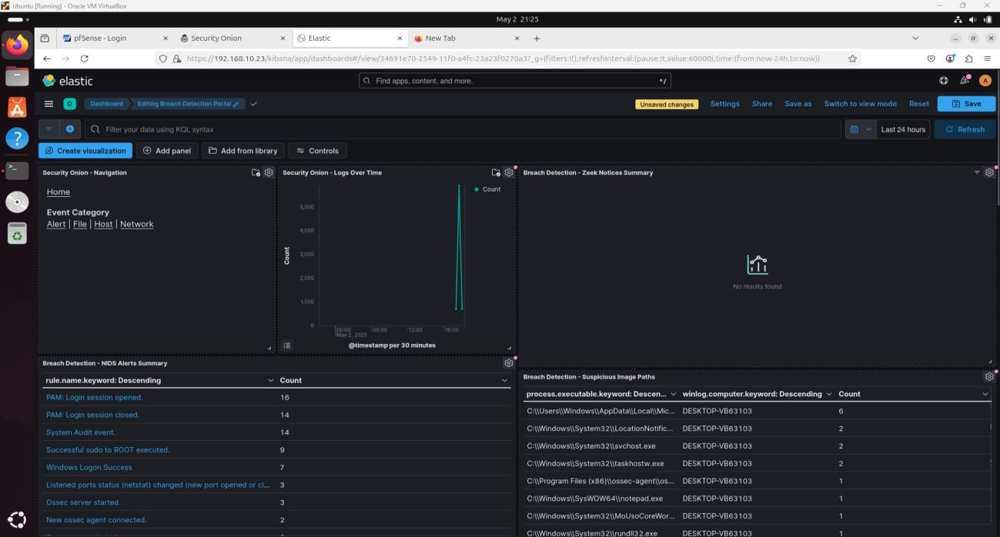 Ubuntu [Running] - Oracle VM VirtualBox
May 2 21:25
pfSense - Login
Security Onion
Elastic
New Tab
https://192.168.10.23/kibana/app/dashboards#/view/34691e70-2549-11f0-a4fc-23a23f0270a3?_g=(filters:!(),refreshInterval:(pause:!t,value:60000),time:(from:now-24h,to:now))
elastic
Find apps, content, and more.
^/
A
D
Dashboard
Editing Breach Detection Portal
Unsaved changes
Settings
Share
Save as
Switch to view mode
Reset
Save
Filter your data using KQL syntax
Last 24 hours
Refresh
Create visualization
Add panel
Add from library
Controls
Security Onion - Navigation
Home
Event Category
Alert | File | Host | Network
Security Onion - Logs Over Time
Count
5,000
4,000
3,000
2,000
1,000
0
Count
00:00 06:00 12:00 18:00
May 2, 2025
@timestamp per 30 minutes
Breach Detection - Zeek Notices Summary
No results found
Breach Detection - NIDS Alerts Summary
rule.name.keyword: Descending Count
PAM: Login session opened. 16
PAM: Login session closed. 14
System Audit event. 14
Successful sudo to ROOT executed. 9
Windows Logon Success 7
Listened ports status (netstat) changed (new port opened or cl... 3
Ossec server started. 3
New ossec agent connected. 2
Breach Detection - Suspicious Image Paths
process.executable.keyword: Descen... winlog.computer.keyword: Descending Count
C:\\Users\\Windows\\AppData\\Local\\Mic... DESKTOP-VB63103 6
C:\\Windows\\System32\\LocationNotific... DESKTOP-VB63103 2
C:\\Windows\\System32\\svchost.exe DESKTOP-VB63103 2
C:\\Windows\\System32\\taskhostw.exe DESKTOP-VB63103 2
C:\\Program Files (x86)\\ossec-agent\\os... DESKTOP-VB63103 1
C:\\Windows\\SysWOW64\\notepad.exe DESKTOP-VB63103 1
C:\\Windows\\System32\\MoUsoCoreWor... DESKTOP-VB63103 1
C:\\Windows\\System32\\rundll32.exe DESKTOP-VB63103 1